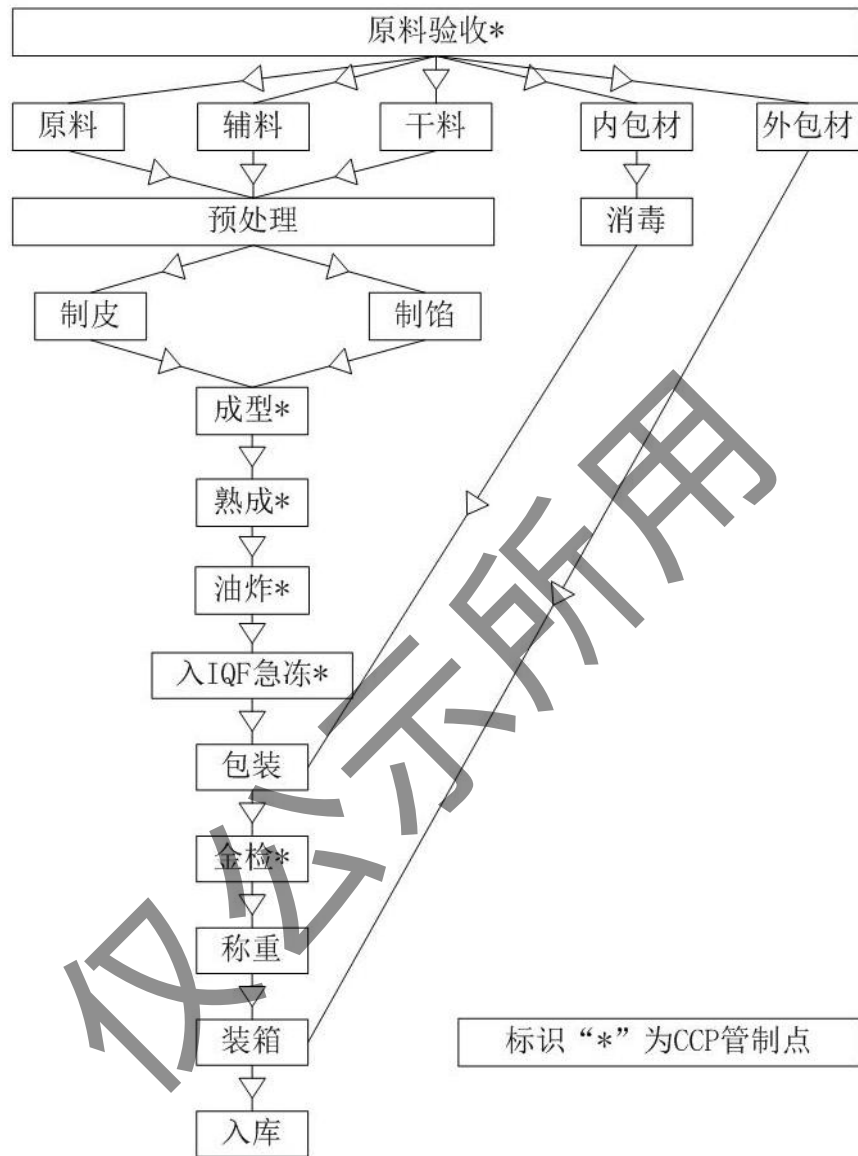 原料验收*
原料
辅料
干料
内包材
外包材
预处理
消毒
制皮
制馅
成型*
熟成*
油炸*
入IQF急冻*
包装
金检*
称重
装箱
标识“*”为CCP管制点
入库
仅公示所用